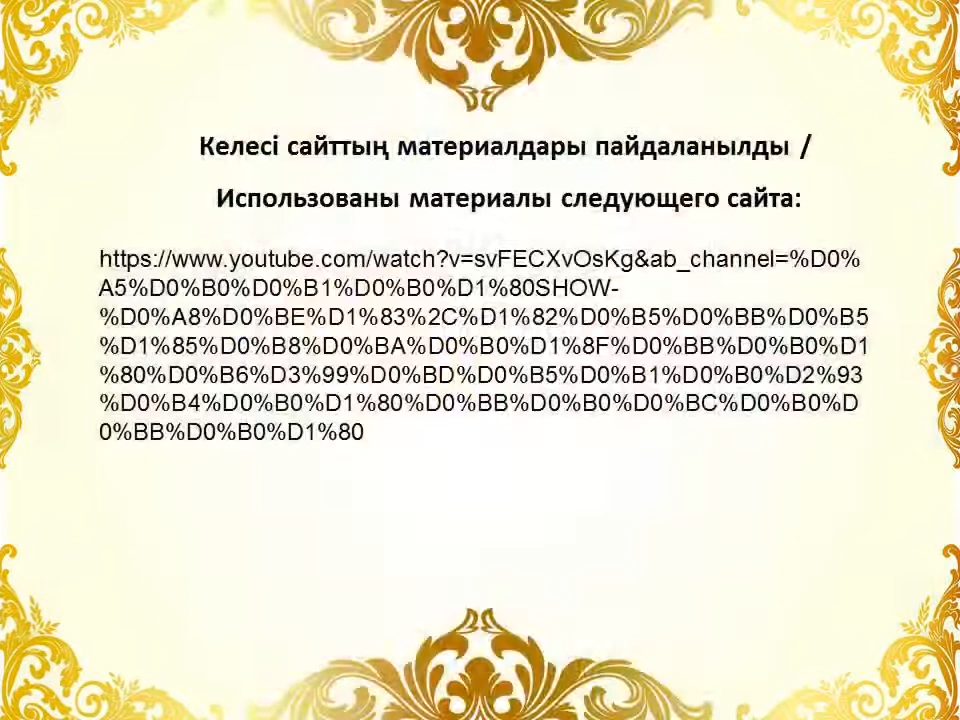 Келесі сайттың материалдары пайдаланылды /
Использованы материалы следующего сайта:
https://www.youtube.com/watch?v=svFECXvOsKg&ab_channel=%D0%
A5%D0%B0%D0%B1%D0%B0%D1%80SHOW-
%D0%A8%D0%BE%D1%83%2C%D1%82%D0%B5%D0%BB%D0%B5
%D1%85%D0%B8%D0%BA%D0%B0%D1%8F%D0%BB%D0%B0%D1
%80%D0%B6%D3%99%D0%BD%D0%B5%D0%B1%D0%B0%D2%93
%D0%B4%D0%B0%D1%80%D0%BB%D0%B0%D0%BC%D0%B0%D
0%BB%D0%B0%D1%80